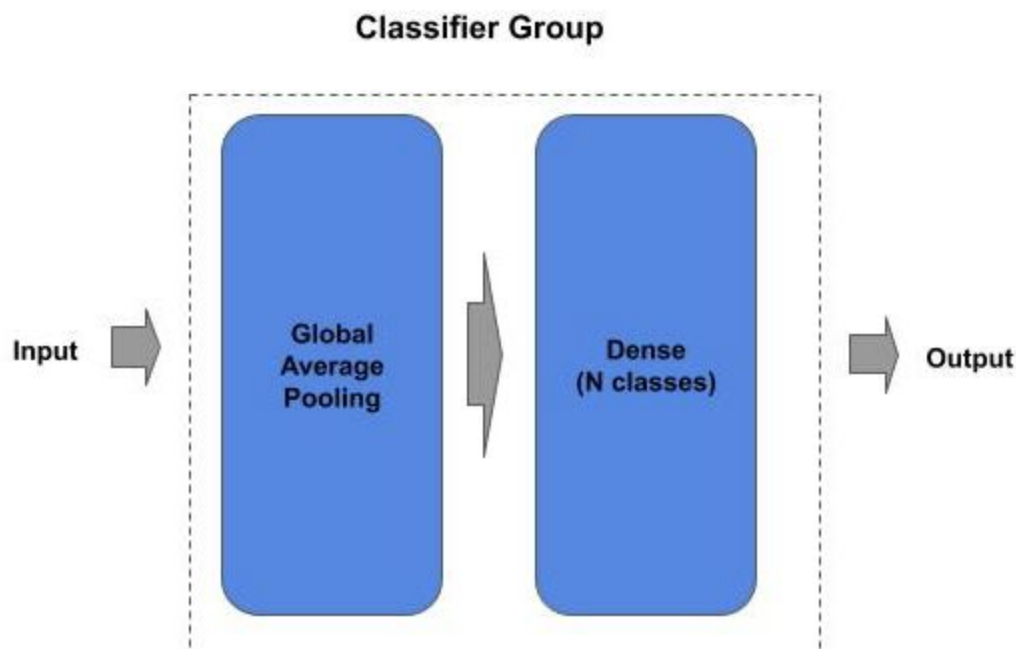 Classifier Group
Input
Global
Average
Pooling
Dense
(N classes)
Output